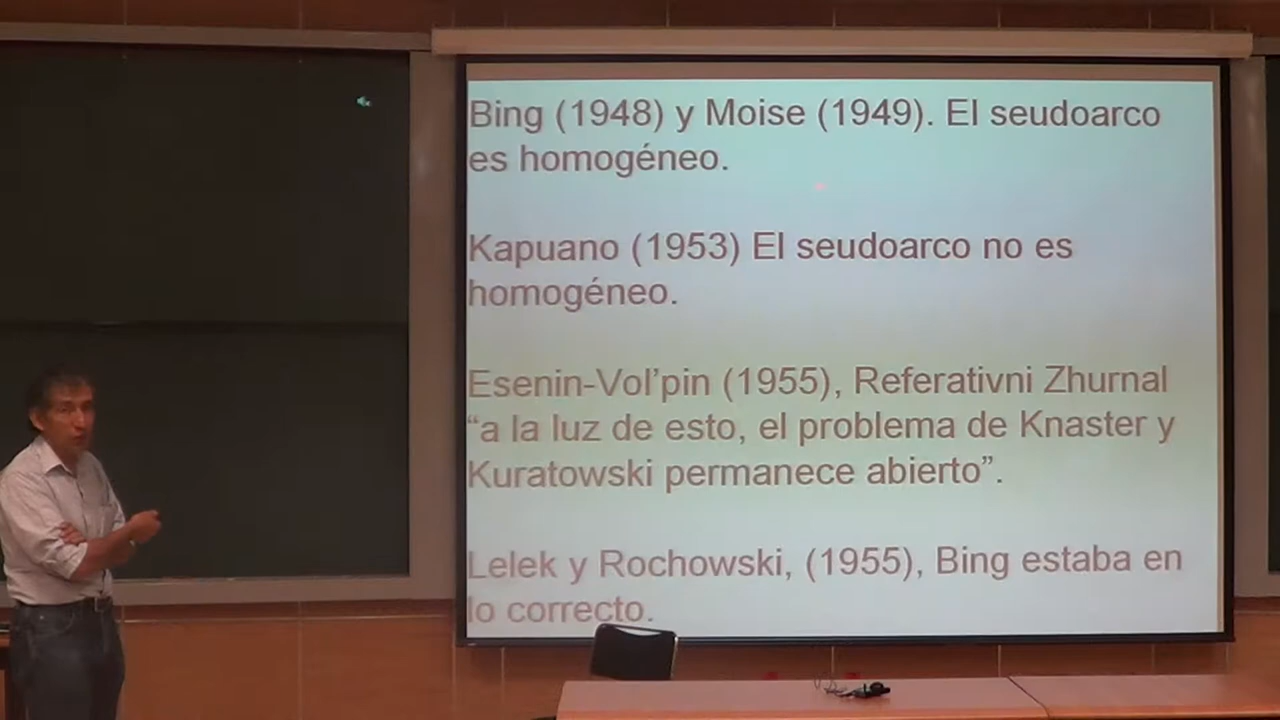 Bing (1948) y Moise (1949). El seudoarco
es homogéneo.
Kapuano (1953) El seudoarco no es
homogéneo.
Esenin-Vol’pin (1955), Referativni Zhurnal
“a la luz de esto, el problema de Knaster y
Kuratowski permanece abierto”.
Lelek y Rochowski, (1955), Bing estaba en
lo correcto.